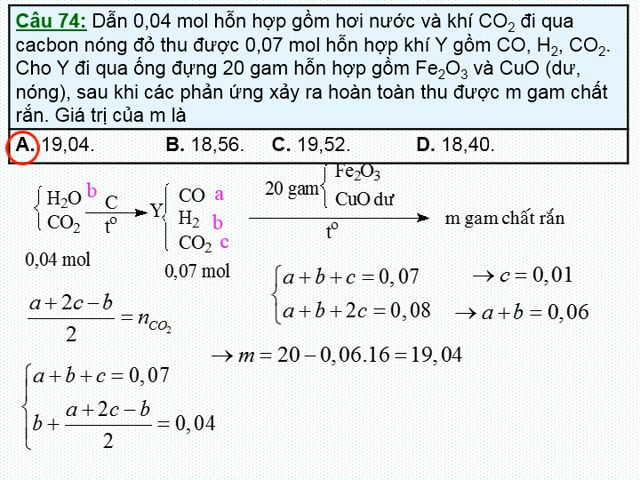 Câu 74: Dẫn 0,04 mol hỗn hợp gồm hơi nước và khí CO₂ đi qua
cacbon nóng đỏ thu được 0,07 mol hỗn hợp khí Y gồm CO, H₂, CO₂.
Cho Y đi qua ống đựng 20 gam hỗn hợp gồm Fe₂O₃ và CuO (dư,
nóng), sau khi các phản ứng xảy ra hoàn toàn thu được m gam chất
rắn. Giá trị của m là
A. 19,04. B. 18,56. C. 19,52. D. 18,40.
{ H₂O b
CO₂
C
tº
0,04 mol
Y { CO a
H₂ b
CO₂ c
0,07 mol
20 gam { Fe₂O₃
CuO dư
tº
m gam chất rắn
(a + 2c − b)/2 = n_CO₂
{ a + b + c = 0,07 → c = 0,01
a + b + 2c = 0,08 → a + b = 0,06
→ m = 20 − 0,06.16 = 19,04
{ a + b + c = 0,07
b + (a + 2c − b)/2 = 0,04